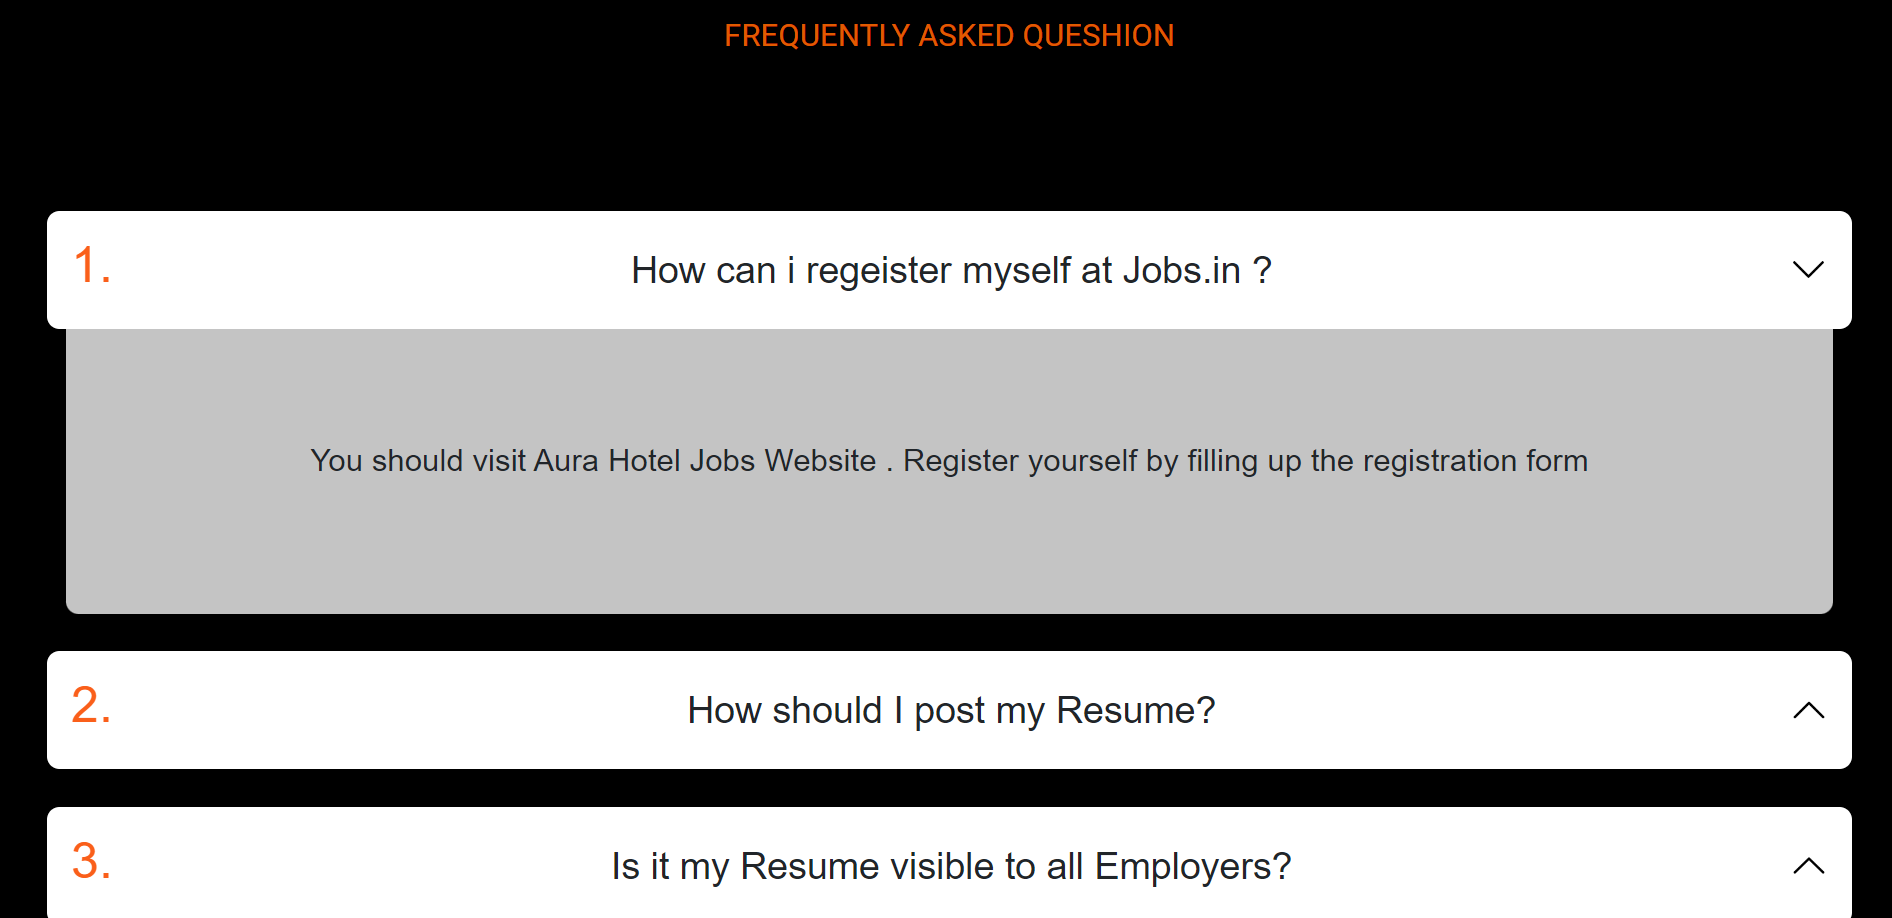 FREQUENTLY ASKED QUESHION
1.
How can i regeister myself at Jobs.in ?
You should visit Aura Hotel Jobs Website . Register yourself by filling up the registration form
2.
How should I post my Resume?
3.
Is it my Resume visible to all Employers?